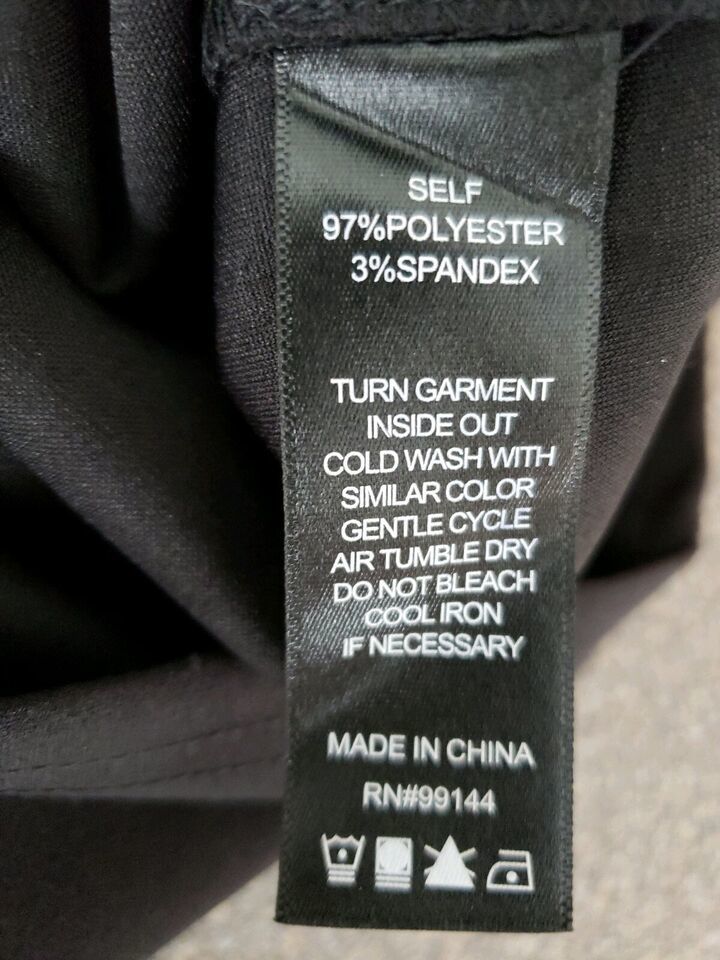 SELF
97%POLYESTER
3%SPANDEX
TURN GARMENT
INSIDE OUT
COLD WASH WITH
SIMILAR COLOR
GENTLE CYCLE
AIR TUMBLE DRY
DO NOT BLEACH
COOL IRON
IF NECESSARY
MADE IN CHINA
RN#99144